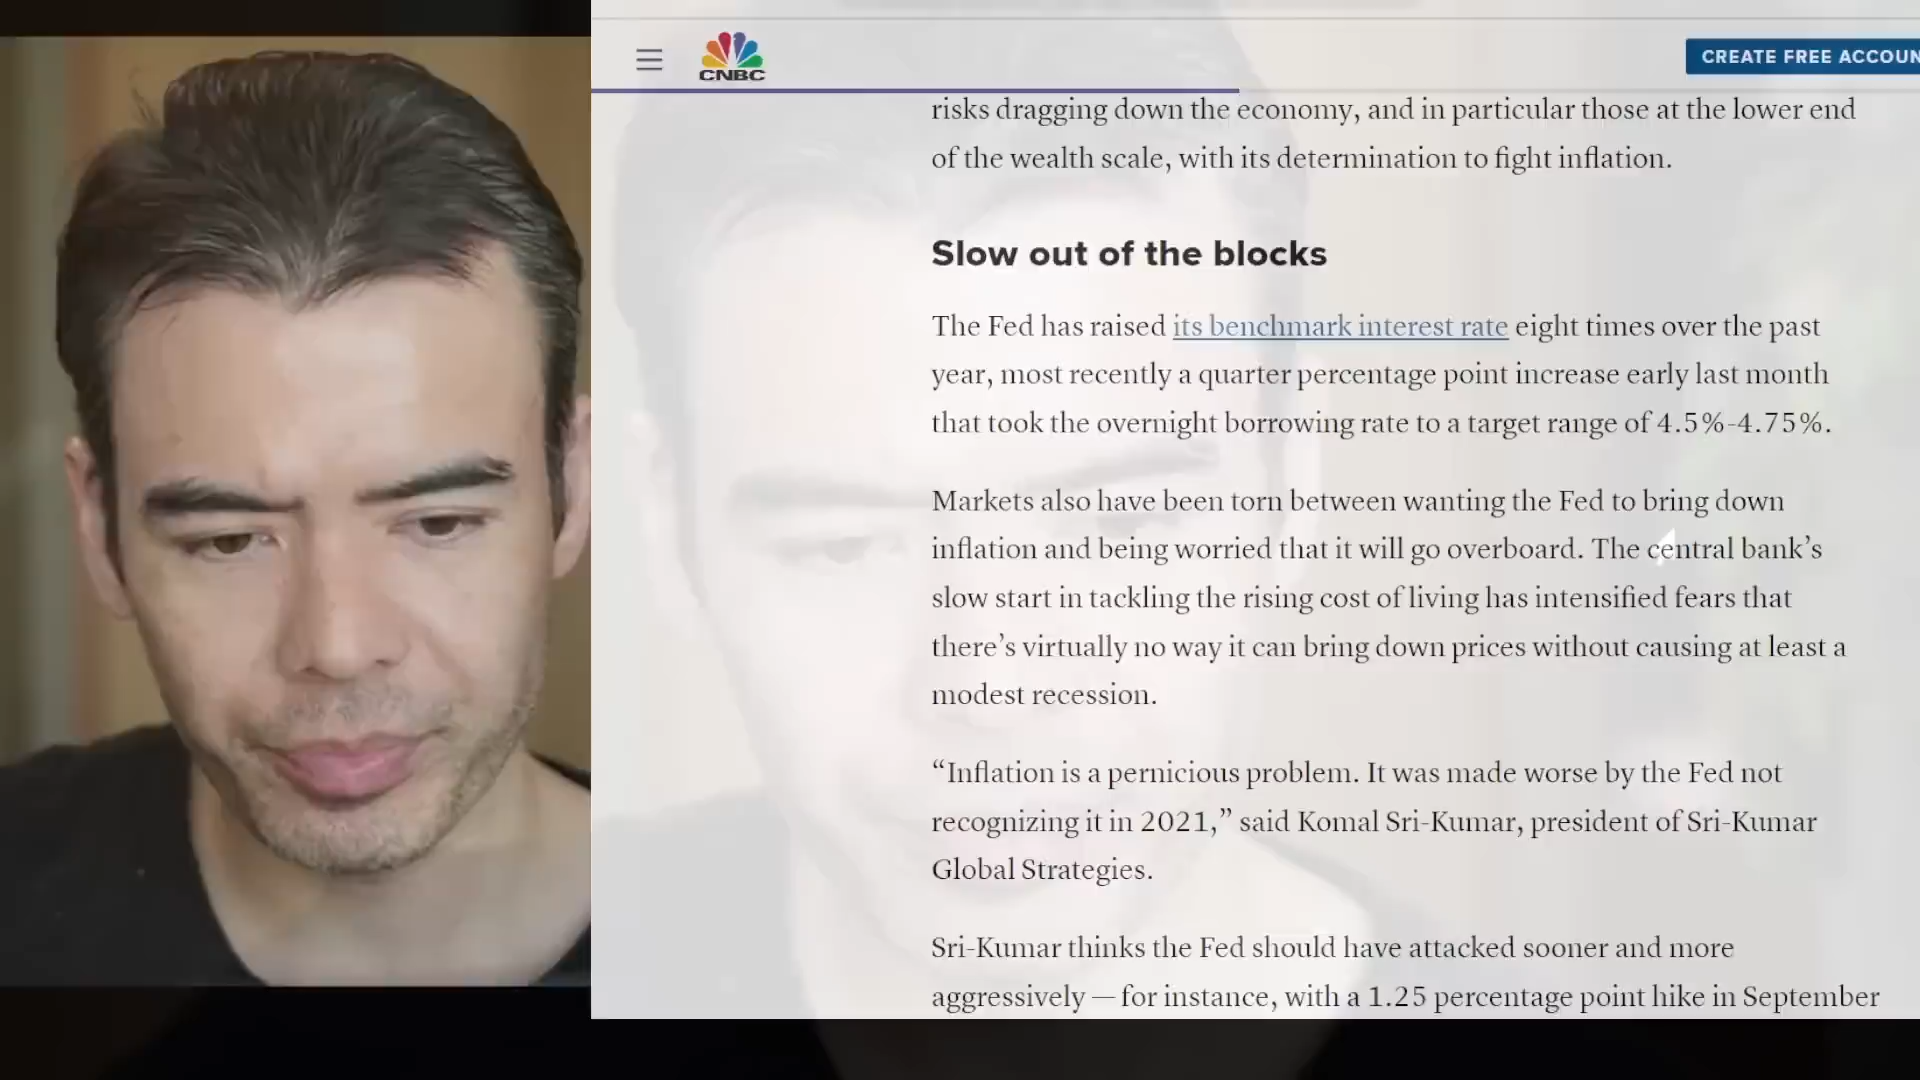 CNBC
CREATE FREE ACCOUN
risks dragging down the economy, and in particular those at the lower end
of the wealth scale, with its determination to fight inflation.
Slow out of the blocks
The Fed has raised its benchmark interest rate eight times over the past
year, most recently a quarter percentage point increase early last month
that took the overnight borrowing rate to a target range of 4.5%-4.75%.
Markets also have been torn between wanting the Fed to bring down
inflation and being worried that it will go overboard. The central bank’s
slow start in tackling the rising cost of living has intensified fears that
there’s virtually no way it can bring down prices without causing at least a
modest recession.
“Inflation is a pernicious problem. It was made worse by the Fed not
recognizing it in 2021,” said Komal Sri-Kumar, president of Sri-Kumar
Global Strategies.
Sri-Kumar thinks the Fed should have attacked sooner and more
aggressively — for instance, with a 1.25 percentage point hike in September